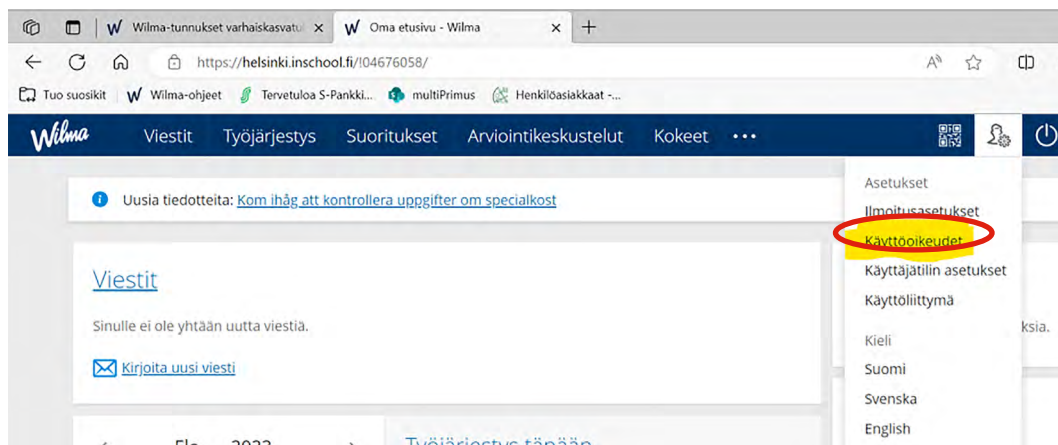 Wilma-tunnukset varhaiskasvatu
Oma etusivu - Wilma
https://helsinki.inschool.fi/!04676058/
Tuo suosikit
Wilma-ohjeet
Tervetuloa S-Pankki...
multiPrimus
Henkilöasiakkaat -...
Wilma
Viestit
Työjärjestys
Suoritukset
Arviointikeskustelut
Kokeet
Uusia tiedotteita: Kom ihåg att kontrollera uppgifter om specialkost
Viestit
Sinulle ei ole yhtään uutta viestiä.
Kirjoita uusi viesti
Asetukset
Ilmoitusasetukset
Käyttöoikeudet
Käyttäjätilin asetukset
Käyttöliittymä
ksia.
Kieli
Suomi
Svenska
English
Työjärjestys tänään